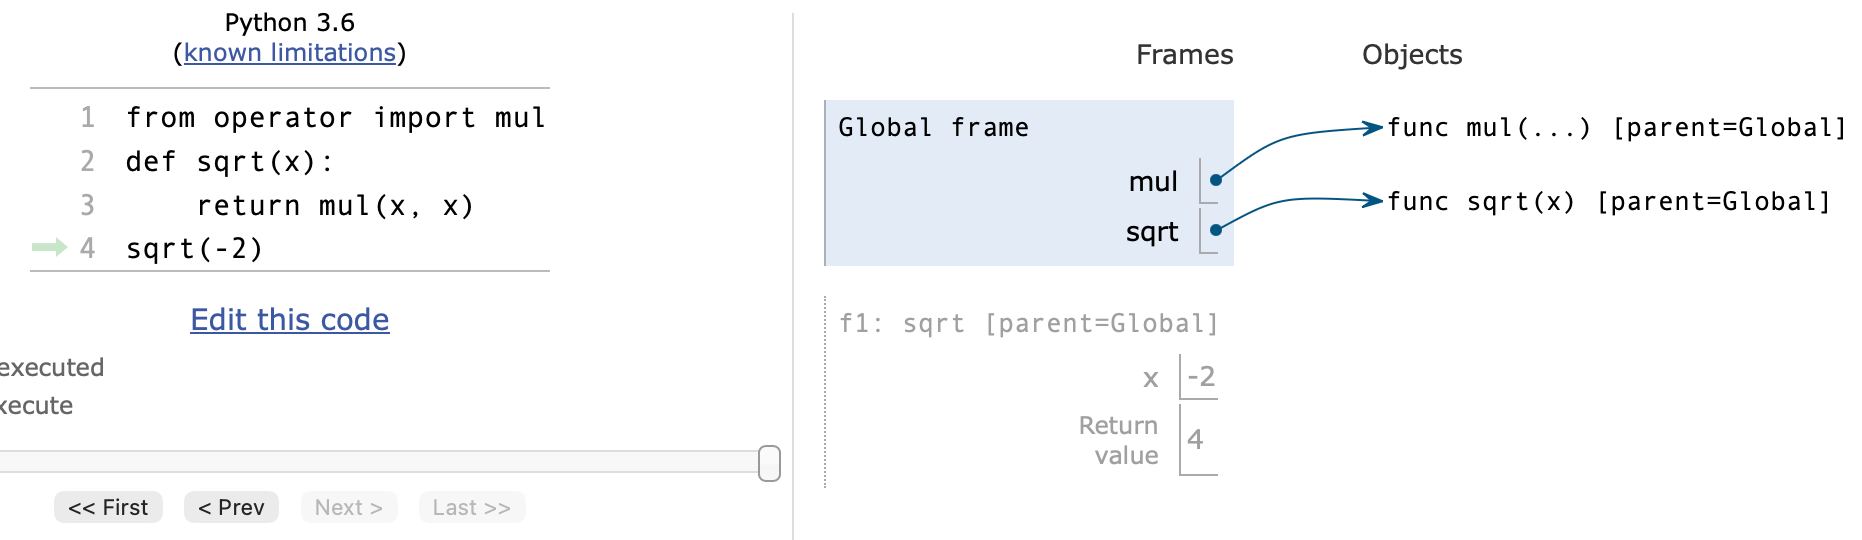 Python 3.6
(known limitations)
1 from operator import mul
2 def sqrt(x):
3     return mul(x, x)
4 sqrt(-2)
Edit this code
executed
xecute
<< First
< Prev
Next >
Last >>
Frames
Objects
Global frame
mul
sqrt
func mul(...) [parent=Global]
func sqrt(x) [parent=Global]
f1: sqrt [parent=Global]
x -2
Return
value 4